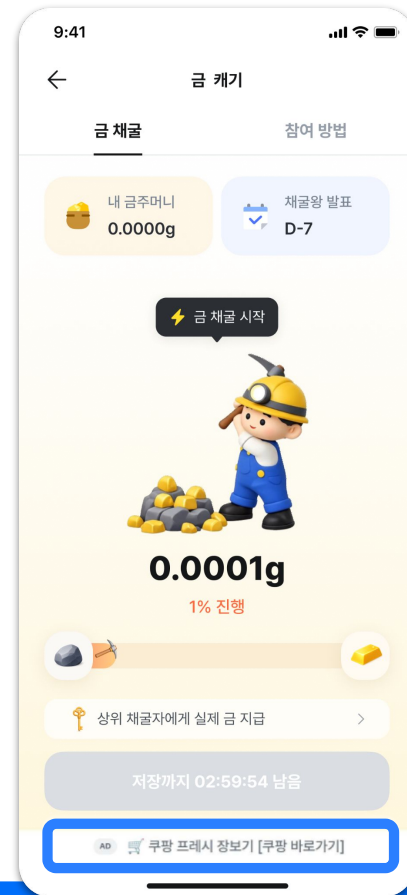 9:41
금 캐기
금 채굴
참여 방법
내 금주머니
0.0000g
채굴왕 발표
D-7
금 채굴 시작
0.0001g
1% 진행
상위 채굴자에게 실제 금 지급
저장까지 02:59:54 남음
AD 쿠팡 프레시 장보기 [쿠팡 바로가기]